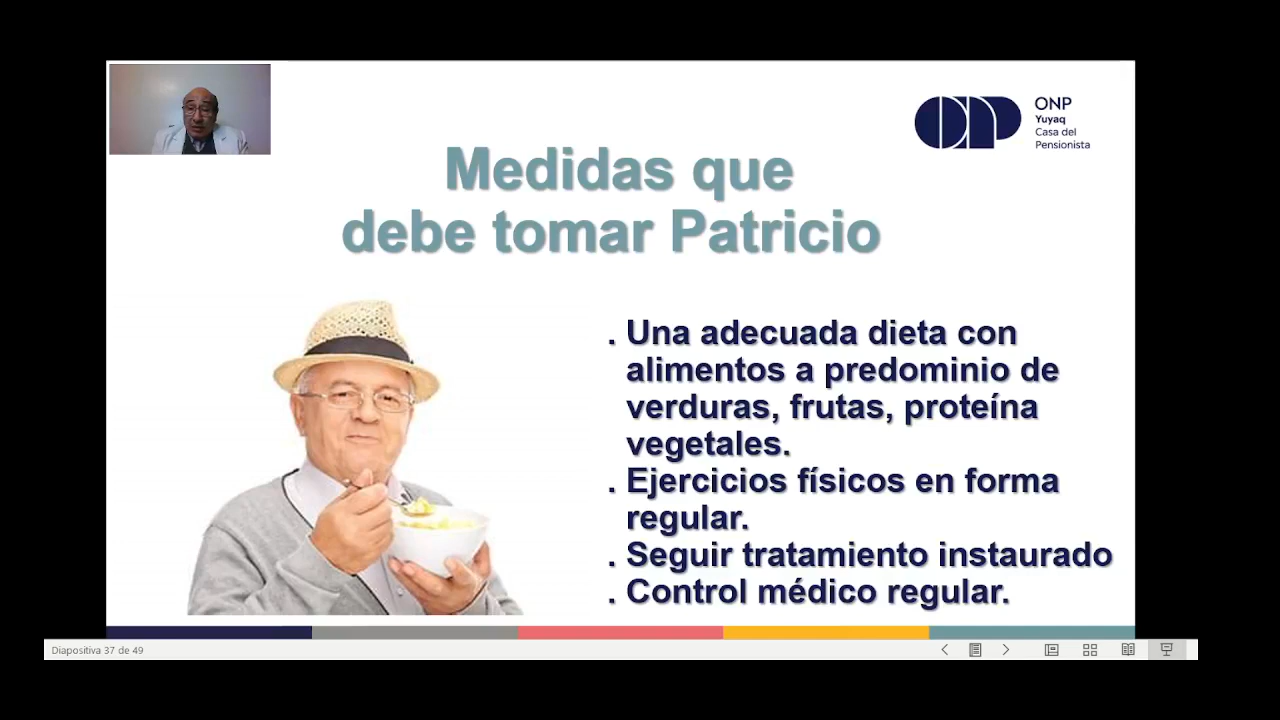 ONP
Yuyaq
Casa del
Pensionista
Medidas que
debe tomar Patricio
. Una adecuada dieta con
alimentos a predominio de
verduras, frutas, proteína
vegetales.
. Ejercicios físicos en forma
regular.
. Seguir tratamiento instaurado
. Control médico regular.
Diapositiva 37 de 49